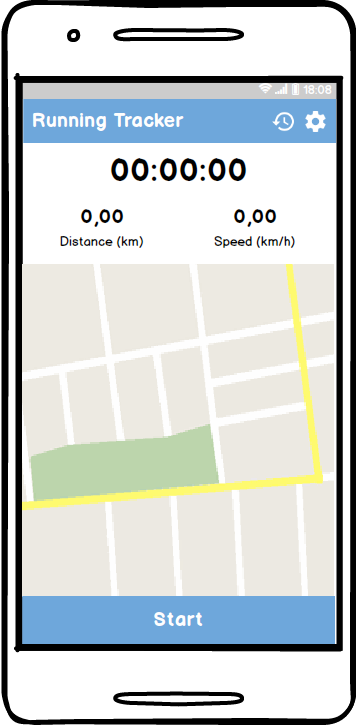 18:08
Running Tracker
00:00:00
0,00 0,00
Distance (km) Speed (km/h)
Start